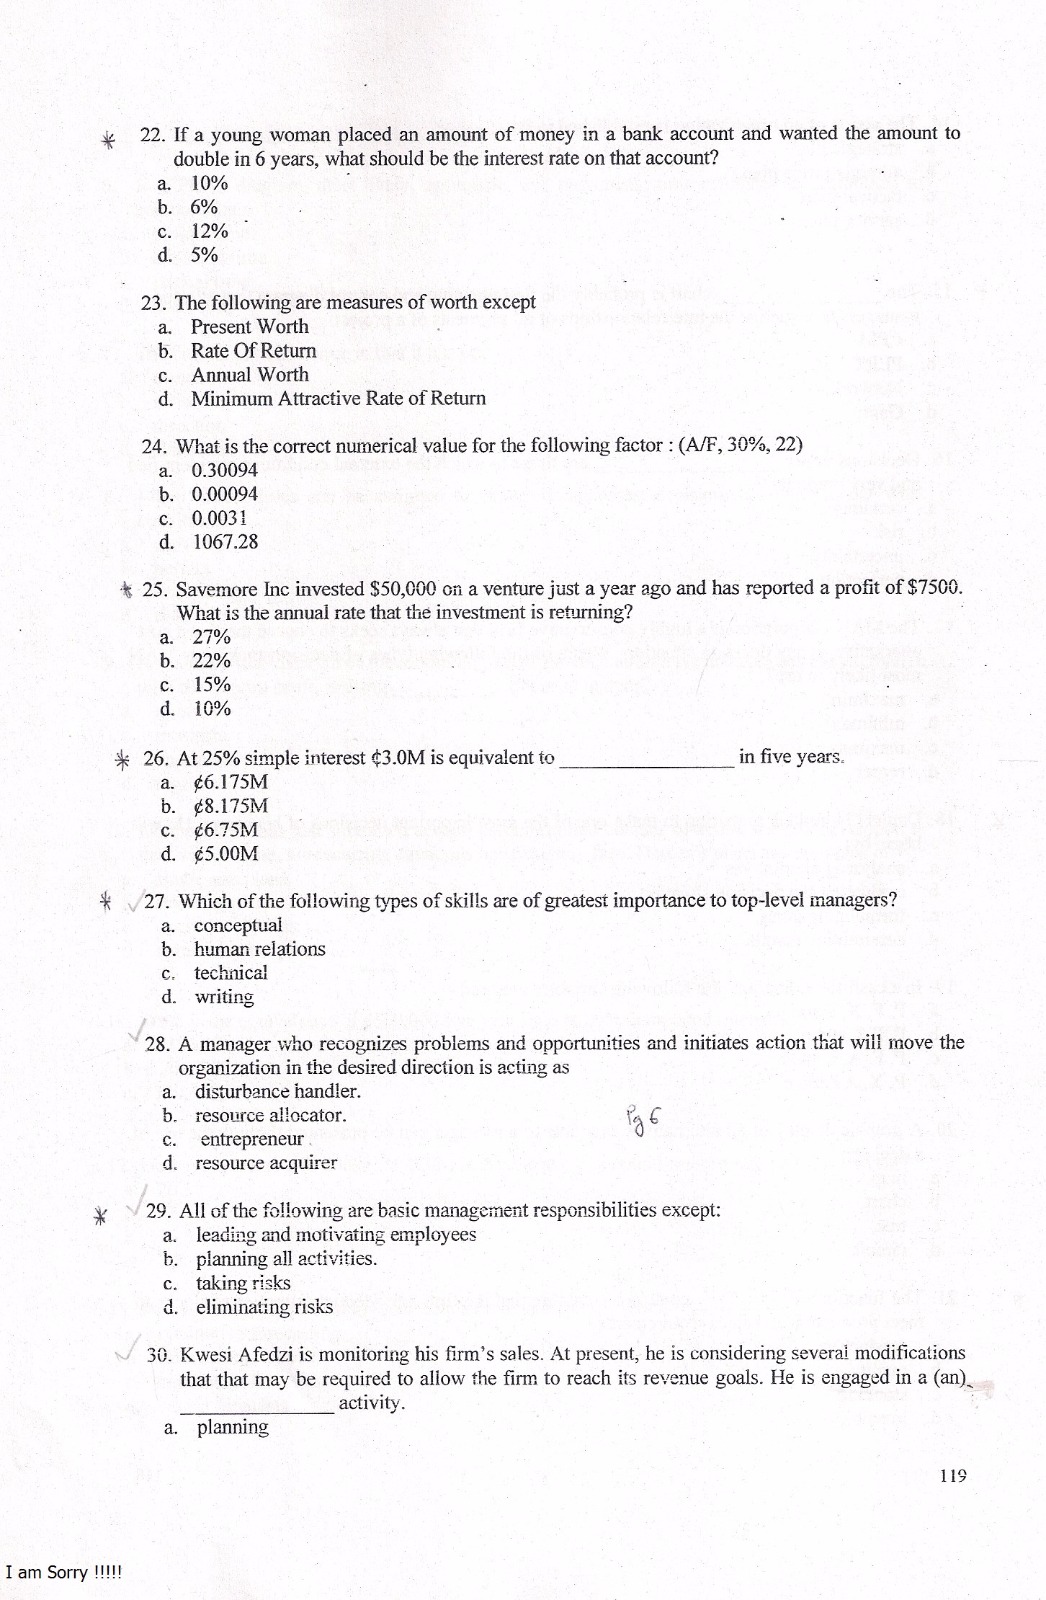 22. If a young woman placed an amount of money in a bank account and wanted the amount to
double in 6 years, what should be the interest rate on that account?
a. 10%
b. 6%
c. 12%
d. 5%
23. The following are measures of worth except
a. Present Worth
b. Rate Of Return
c. Annual Worth
d. Minimum Attractive Rate of Return
24. What is the correct numerical value for the following factor : (A/F, 30%, 22)
a. 0.30094
b. 0.00094
c. 0.0031
d. 1067.28
25. Savemore Inc invested $50,000 on a venture just a year ago and has reported a profit of $7500.
What is the annual rate that the investment is returning?
a. 27%
b. 22%
c. 15%
d. 10%
26. At 25% simple interest ¢3.0M is equivalent to _________________ in five years.
a. ¢6.175M
b. ¢8.175M
c. ¢6.75M
d. ¢5.00M
27. Which of the following types of skills are of greatest importance to top-level managers?
a. conceptual
b. human relations
c. technical
d. writing
28. A manager who recognizes problems and opportunities and initiates action that will move the
organization in the desired direction is acting as
a. disturbance handler.
b. resource allocator.
Pg 6
c. entrepreneur.
d. resource acquirer
29. All of the following are basic management responsibilities except:
a. leading and motivating employees
b. planning all activities.
c. taking risks
d. eliminating risks
30. Kwesi Afedzi is monitoring his firm's sales. At present, he is considering several modifications
that that may be required to allow the firm to reach its revenue goals. He is engaged in a (an)
_______________ activity.
a. planning
119
I am Sorry !!!!!